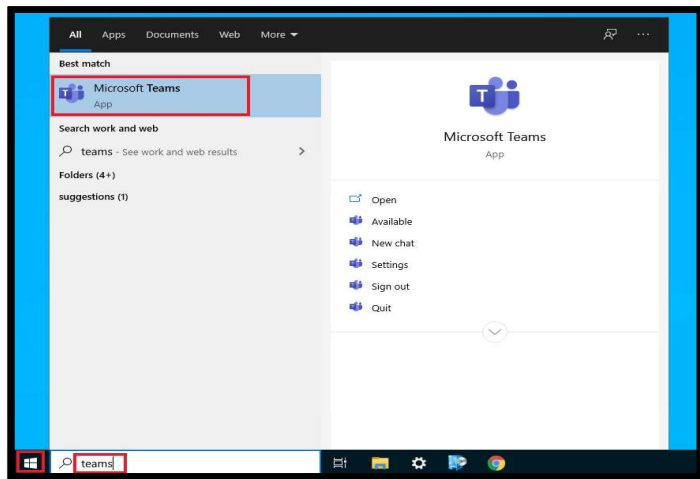 All Apps Documents Web More
Best match
Microsoft Teams
App
Search work and web
teams - See work and web results
Folders (4+)
suggestions (1)
T
Microsoft Teams
App
Open
Available
New chat
Settings
Sign out
Quit
teams